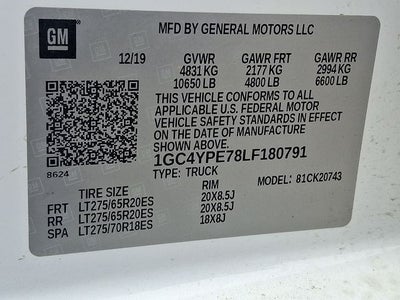 GM
MFD BY GENERAL MOTORS LLC
12/19 GVWR GAWR FRT GAWR RR
4831 KG 2177 KG 2994 KG
10650 LB 4800 LB 6600 LB
THIS VEHICLE CONFORMS TO ALL
APPLICABLE U.S. FEDERAL MOTOR
VEHICLE SAFETY STANDARDS IN EFFECT
ON THE DATE OF MANUFACTURE
SHOWN ABOVE.
1GC4YPE78LF180791
8624 TYPE: TRUCK
MODEL: 81CK20743
TIRE SIZE RIM
FRT LT275/65R20ES 20X8.5J
RR LT275/65R20ES 20X8.5J
SPA LT275/70R18ES 18X8J